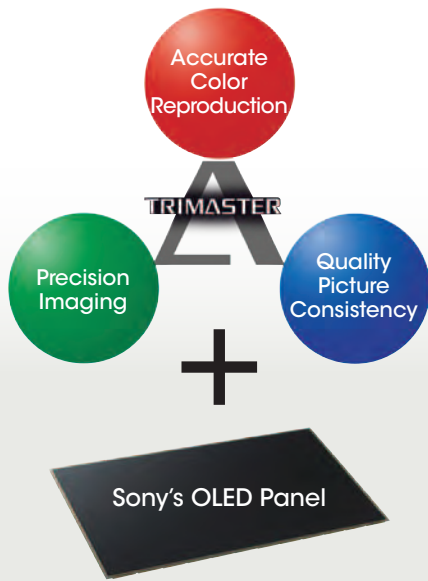 Accurate
Color
Reproduction
TRIMASTER
Precision
Imaging
Quality
Picture
Consistency
+
Sony's OLED Panel